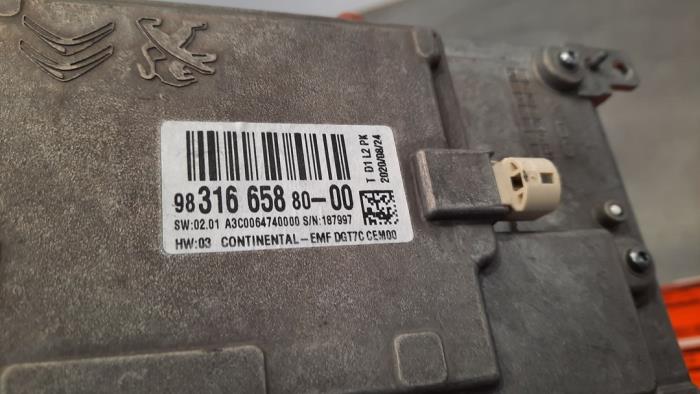 98 316 658 80-00
SW:02.01 A3C0064740000 S/N:187997
HW:03 CONTINENTAL-EMF DGT7C CEM00
T D1 L2 PK
2020/08/24